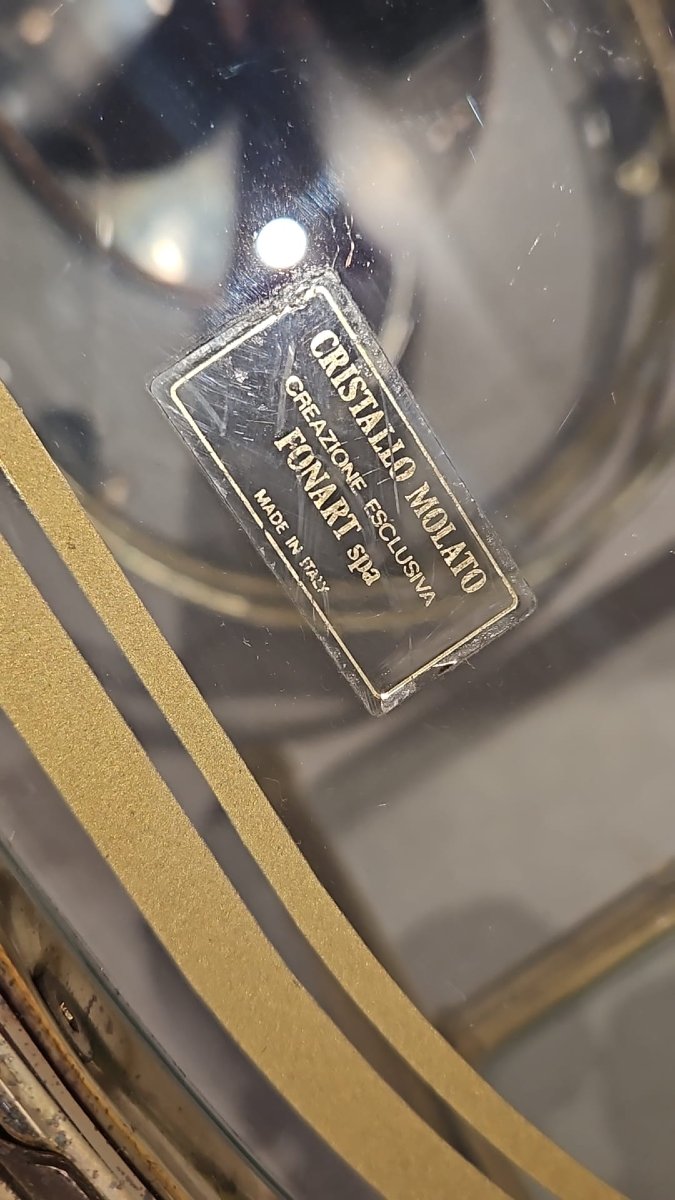 CRISTALLO MOLATO
CREAZIONE ESCLUSIVA
FONART spa
MADE IN ITALY